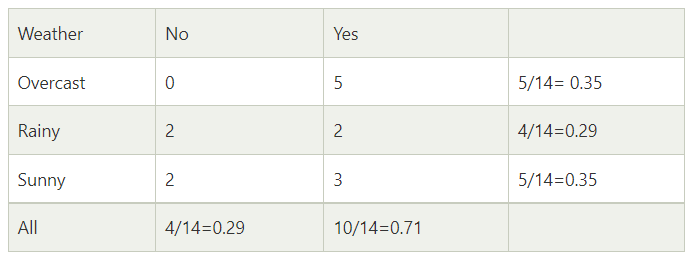 Weather No Yes
Overcast 0 5 5/14= 0.35
Rainy 2 2 4/14=0.29
Sunny 2 3 5/14=0.35
All 4/14=0.29 10/14=0.71